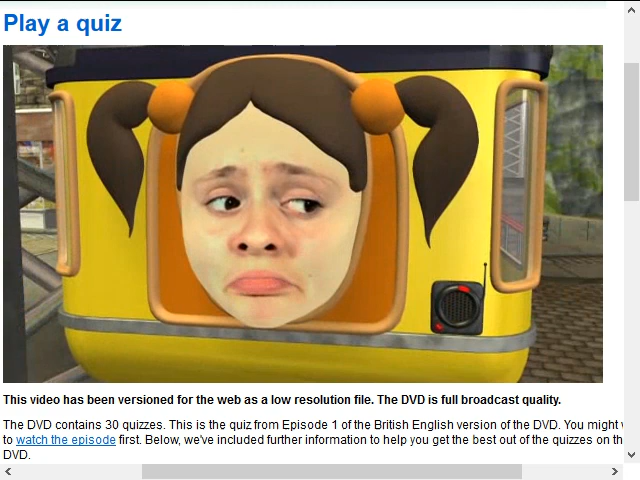 Play a quiz
This video has been versioned for the web as a low resolution file. The DVD is full broadcast quality.
The DVD contains 30 quizzes. This is the quiz from Episode 1 of the British English version of the DVD. You might
to watch the episode first. Below, we've included further information to help you get the best out of the quizzes on
DVD.